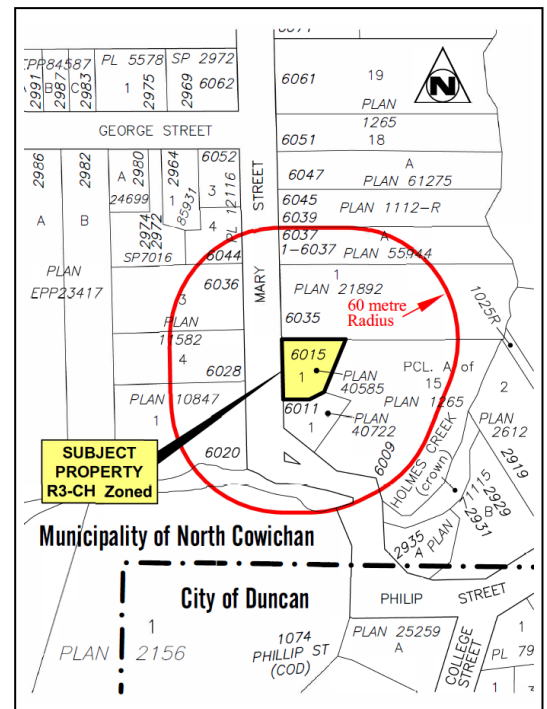 EPP84587
2991
B
2987
C
2983
PL 5578
1
2975
SP 2972
2969
6062
6061
19
PLAN
1265
N
GEORGE STREET
6051
18
2986
2982
A
2980
24699
2964
1
85931
6052
3
PL 12116
4
6047
A
PLAN 61275
6045
6039
PLAN 1112-R
A
B
2974
2972
SP7016
6044
6037
A
1-6037
PLAN 55944
MARY STREET
PLAN
EPP23417
6036
3
PLAN
11582
4
6028
1
PLAN 21892
6035
60 metre
Radius
1025R
6015
1
PLAN
40585
PCL. A of
15
PLAN 1265
2
PLAN
2612
PLAN 10847
1
6020
6011
1
PLAN
40722
6009
HOLMES CREEK
(crown)
2919
11115
2929
B
2931
2935
A PLAN
SUBJECT
PROPERTY
R3-CH Zoned
Municipality of North Cowichan
City of Duncan
PHILIP STREET
1
PLAN 2156
1074
PHILLIP ST
(COD)
PLAN 25259
A
COLLEGE
STREET
1
PL 79
1
3